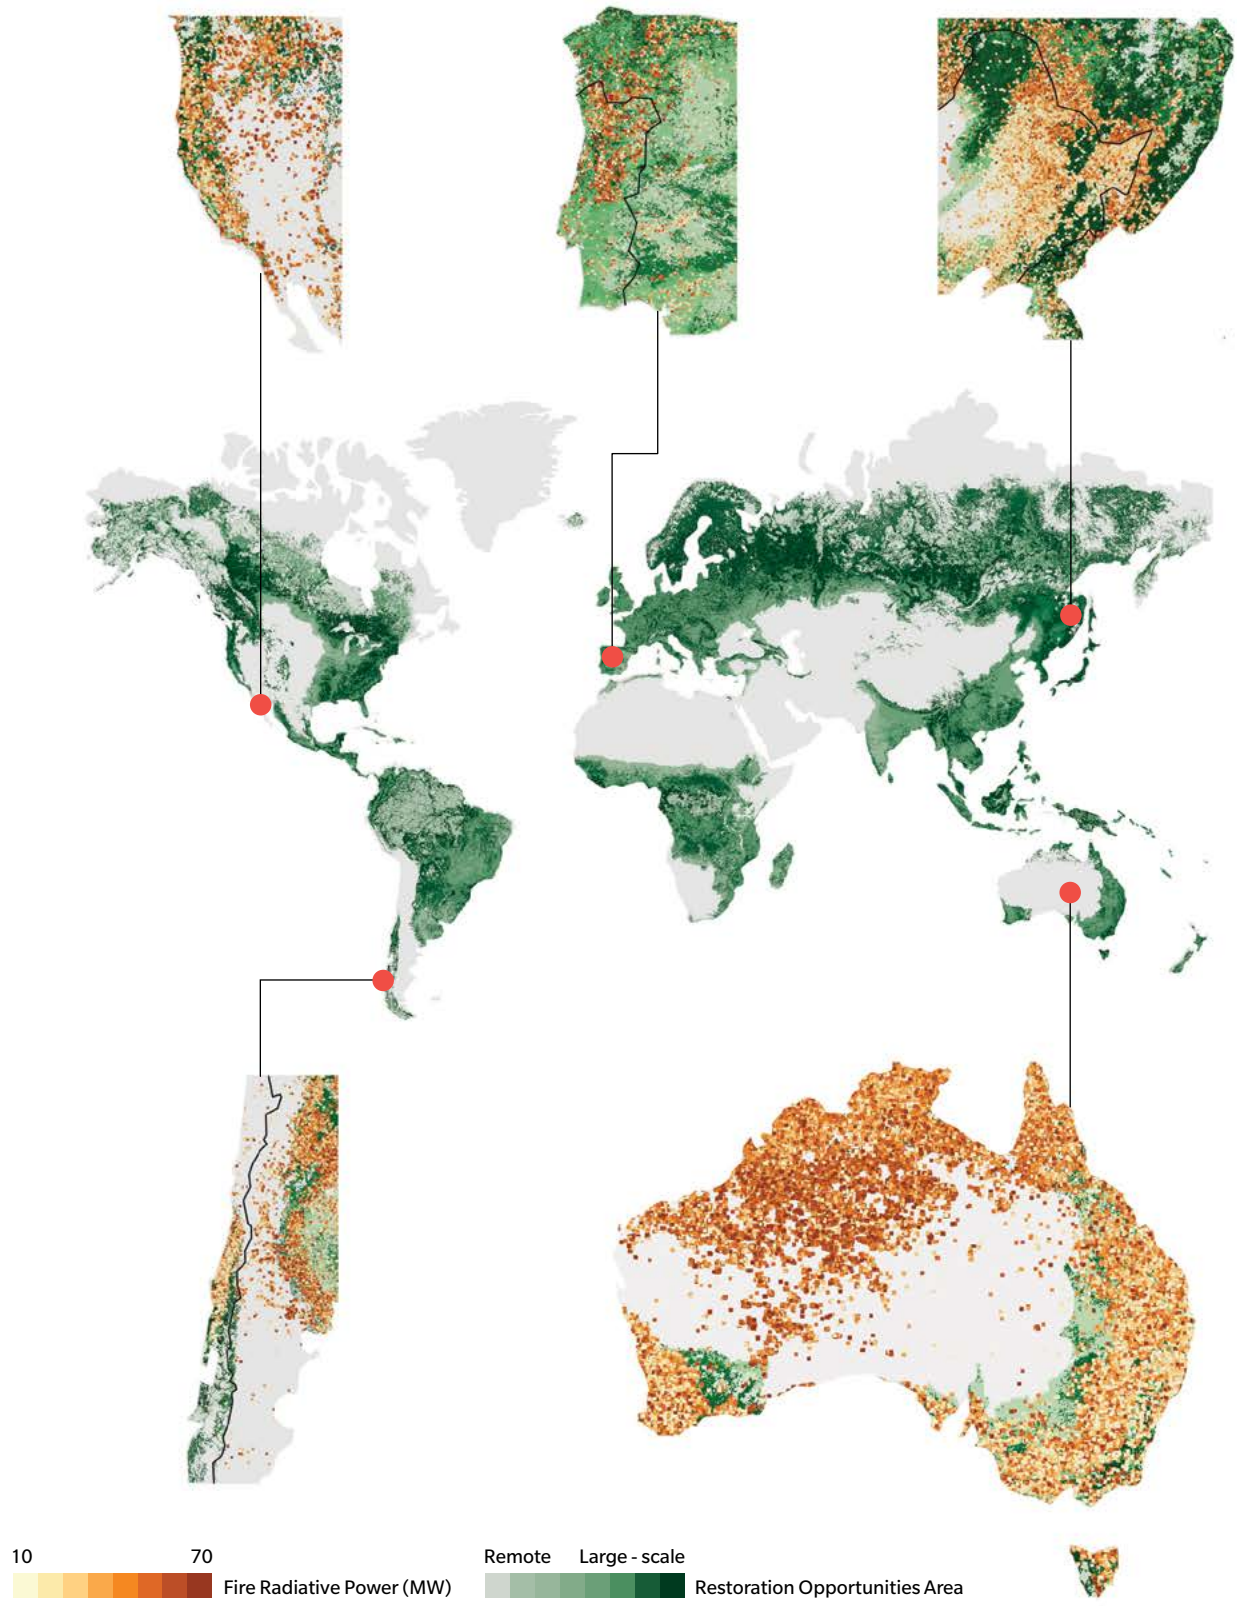 10 70
Fire Radiative Power (MW)
Remote Large - scale
Restoration Opportunities Area